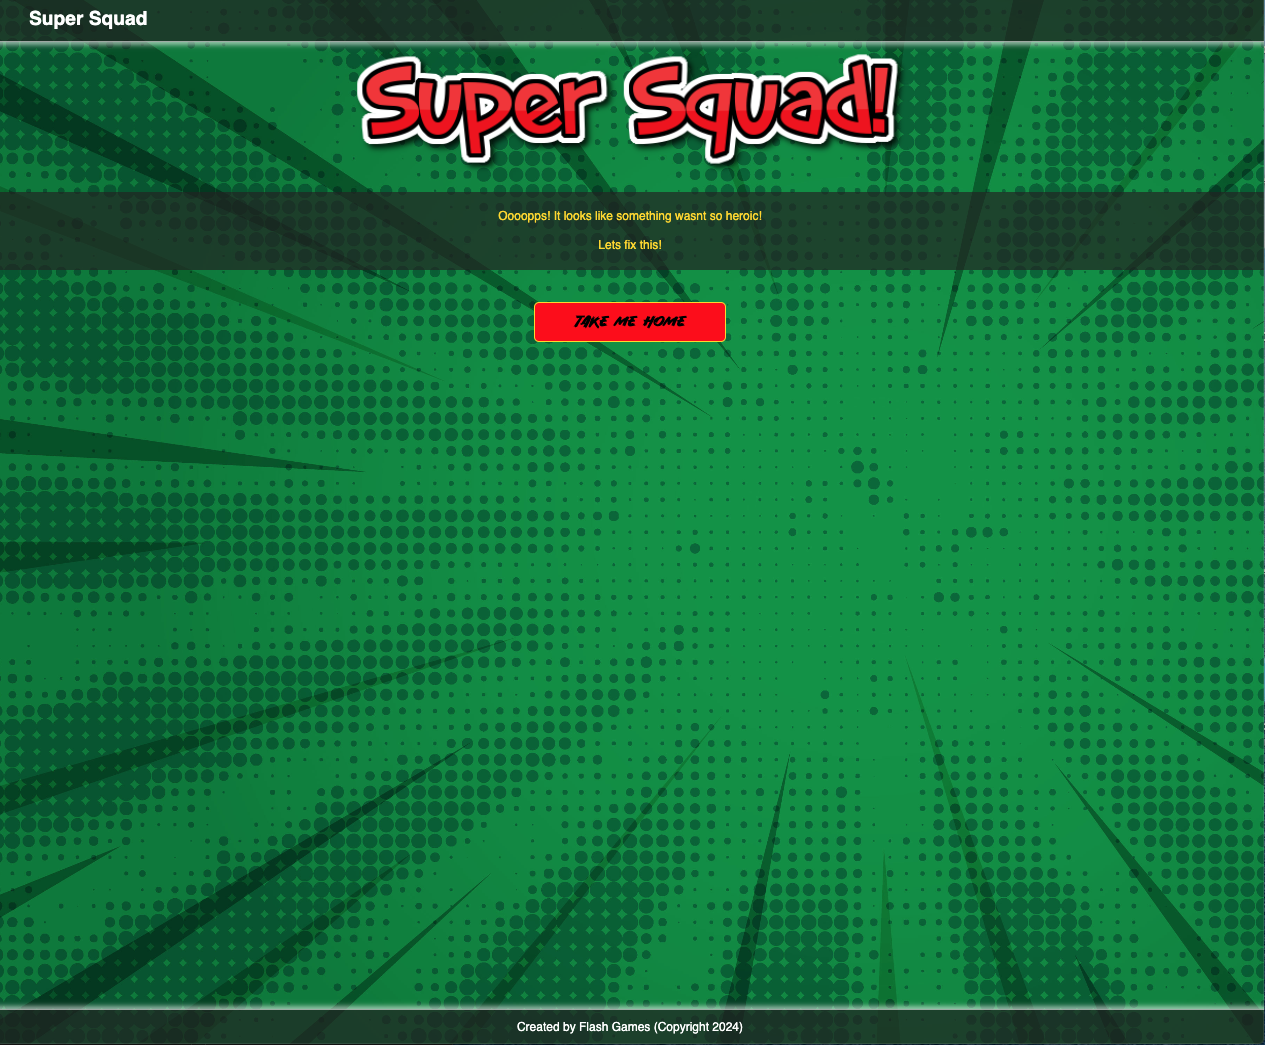 Super Squad
Super Squad!
Oooopps! It looks like something wasnt so heroic!
Lets fix this!
TAKE ME HOME
Created by Flash Games (Copyright 2024)